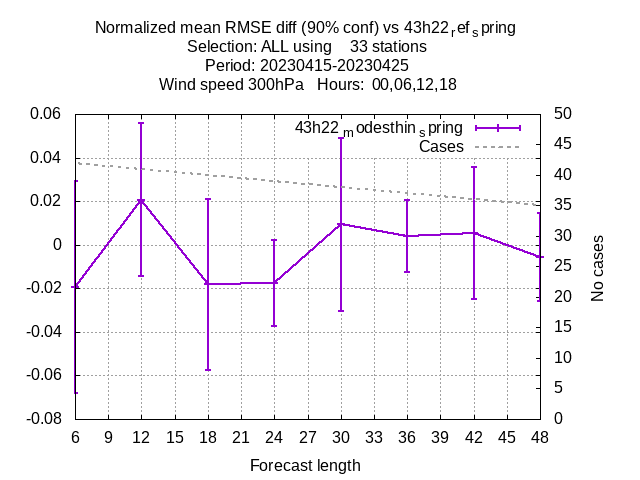 Normalized mean RMSE diff (90% conf) vs 43h22refspring
Selection: ALL using 33 stations
Period: 20230415-20230425
Wind speed 300hPa Hours: 00,06,12,18
43h22modesthinspring
Cases
0.06
0.04
0.02
0
-0.02
-0.04
-0.06
-0.08
50
45
40
35
30
25
20
15
10
5
0
No cases
6 9 12 15 18 21 24 27 30 33 36 39 42 45 48
Forecast length